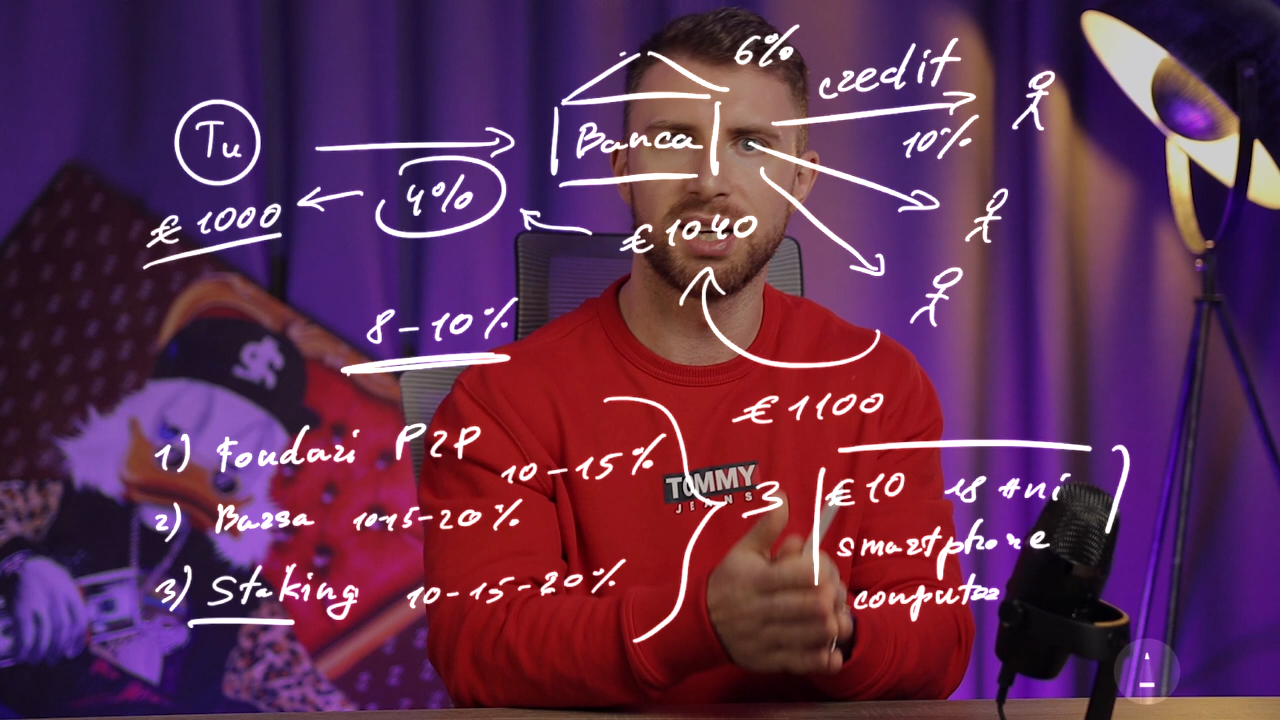 6%
credit
Tu
Banca
10%
4%
€ 1000
€ 1040
8-10%
€ 1100
1) P2P
10-15%
TOMMY
JEANS
3
€ 10 18 Ani
2) Bursa 10-15-20%
smartphone
3) Staking 10-15-20%
computer